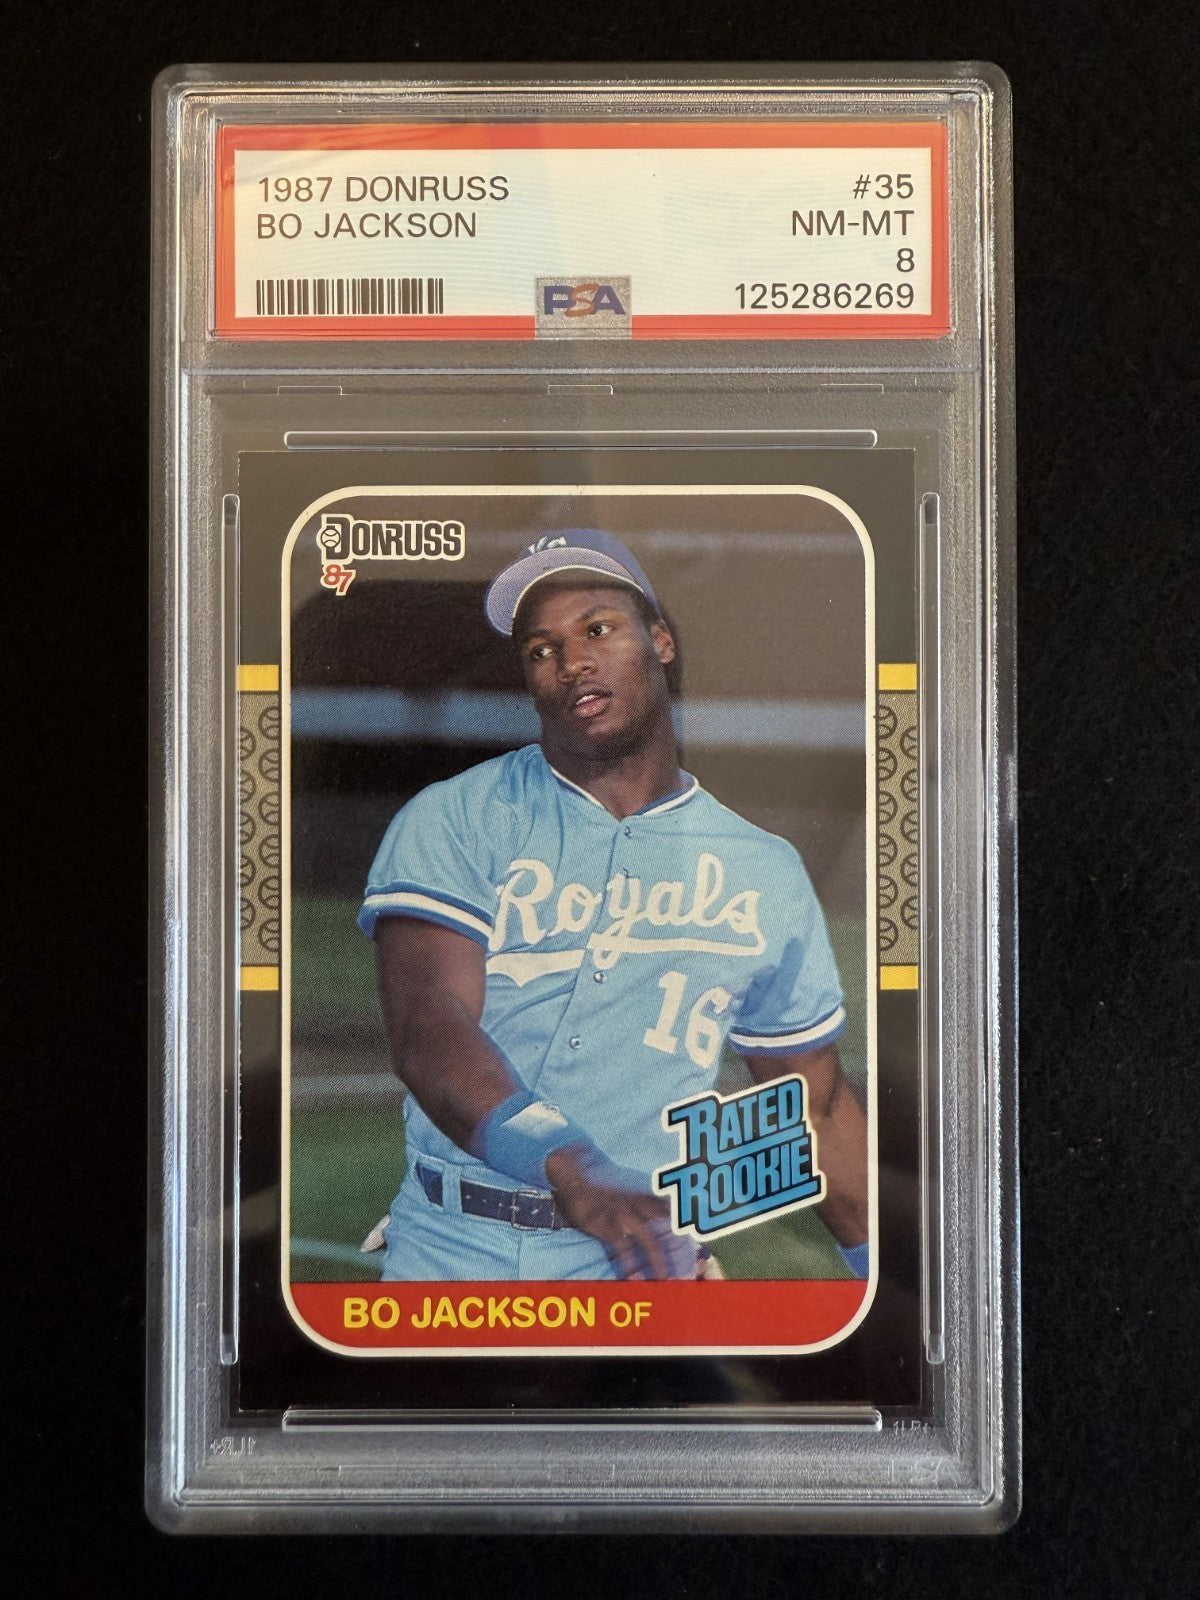 1987 DONRUSS #35
BO JACKSON NM-MT
8
PSA 125286269
DONRUSS
87
KC
Royals
16
RATED
ROOKIE
BO JACKSON OF